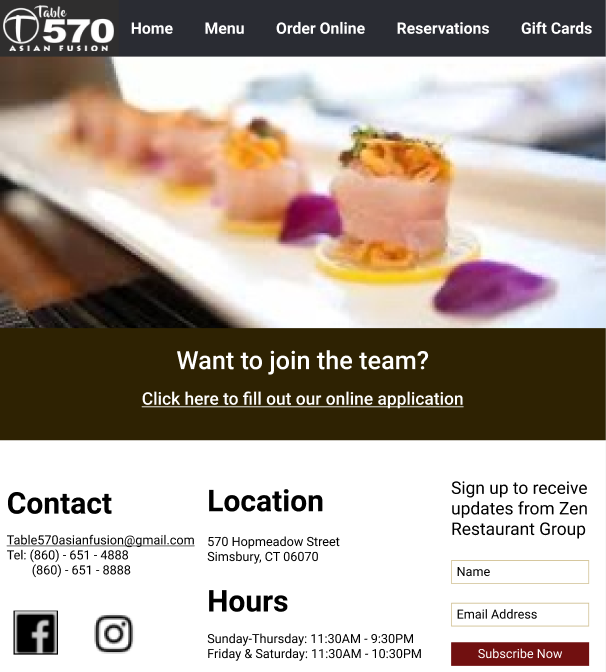 Table
570
ASIAN FUSION
Home Menu Order Online Reservations Gift Cards
Want to join the team?
Click here to fill out our online application
Contact
Table570asianfusion@gmail.com
Tel: (860) - 651 - 4888
(860) - 651 - 8888
Location
570 Hopmeadow Street
Simsbury, CT 06070
Hours
Sunday-Thursday: 11:30AM - 9:30PM
Friday & Saturday: 11:30AM - 10:30PM
Sign up to receive
updates from Zen
Restaurant Group
Name
Email Address
Subscribe Now